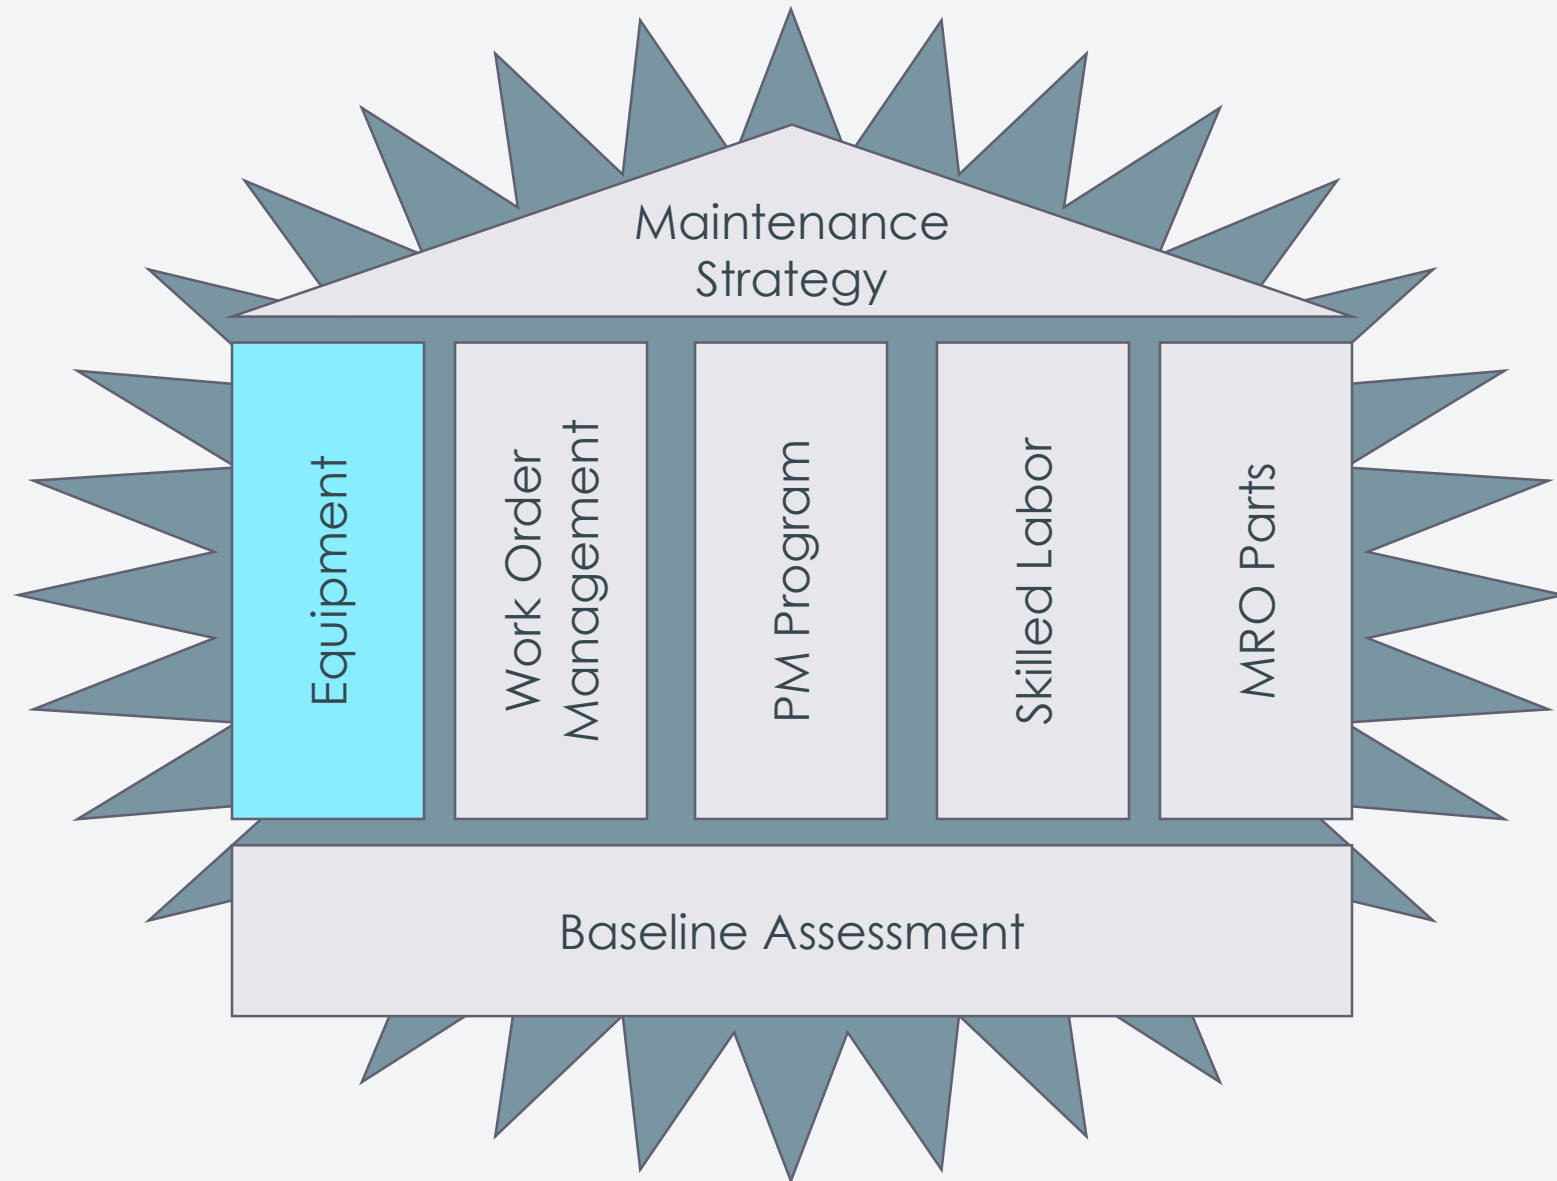 Maintenance
Strategy
Equipment
Work Order
Management
PM Program
Skilled Labor
MRO Parts
Baseline Assessment